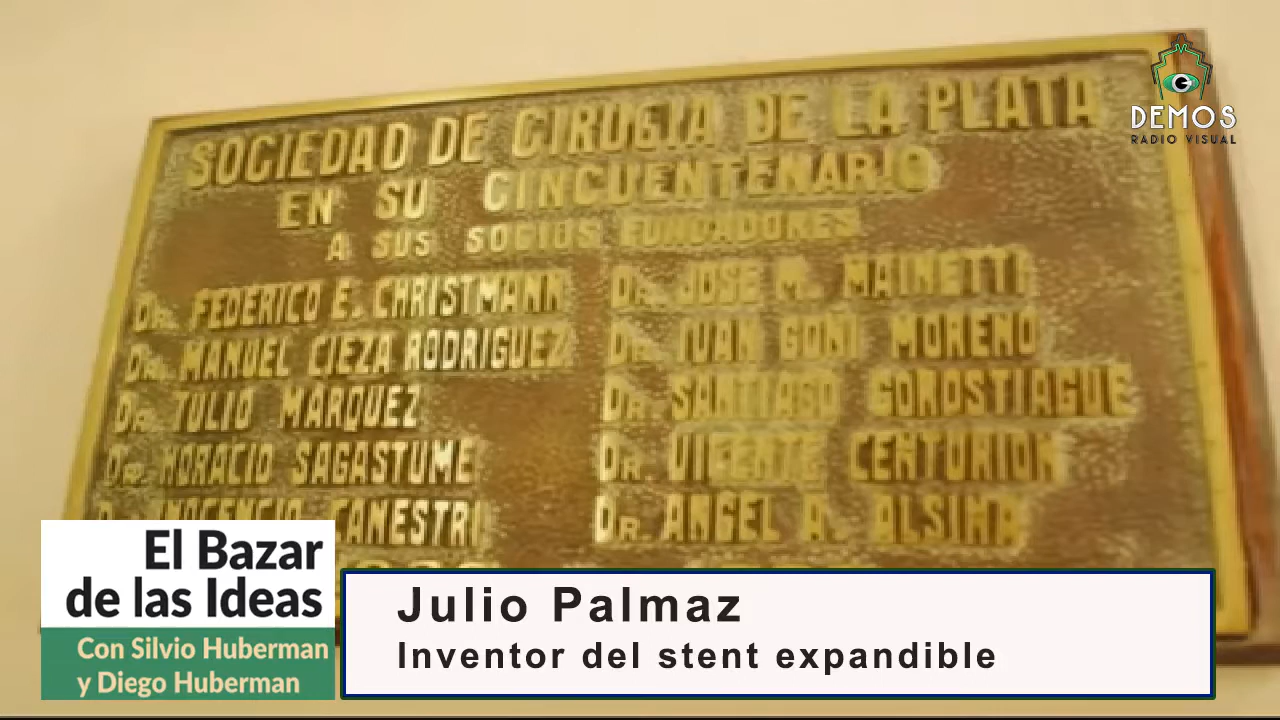 SOCIEDAD DE CIRUGIA DE LA PLATA
EN SU CINCUENTENARIO
A SUS SOCIOS FUNDADORES
DR. FEDERICO E. CHRISTMANN
DR. MANUEL CIEZA RODRIGUEZ
DR. TULIO MARQUEZ
DR. HORACIO SAGASTUME
DR. INOCENCIO CANESTRI
DR. JOSE M. MAINETTI
DR. IVAN GOÑI MORENO
DR. SANTIAGO GOROSTIAGUE
DR. VICENTE CENTURION
DR. ANGEL A. ALSINA
DEMOS
RADIO VISUAL
El Bazar
de las Ideas
Con Silvio Huberman
y Diego Huberman
Julio Palmaz
Inventor del stent expandible